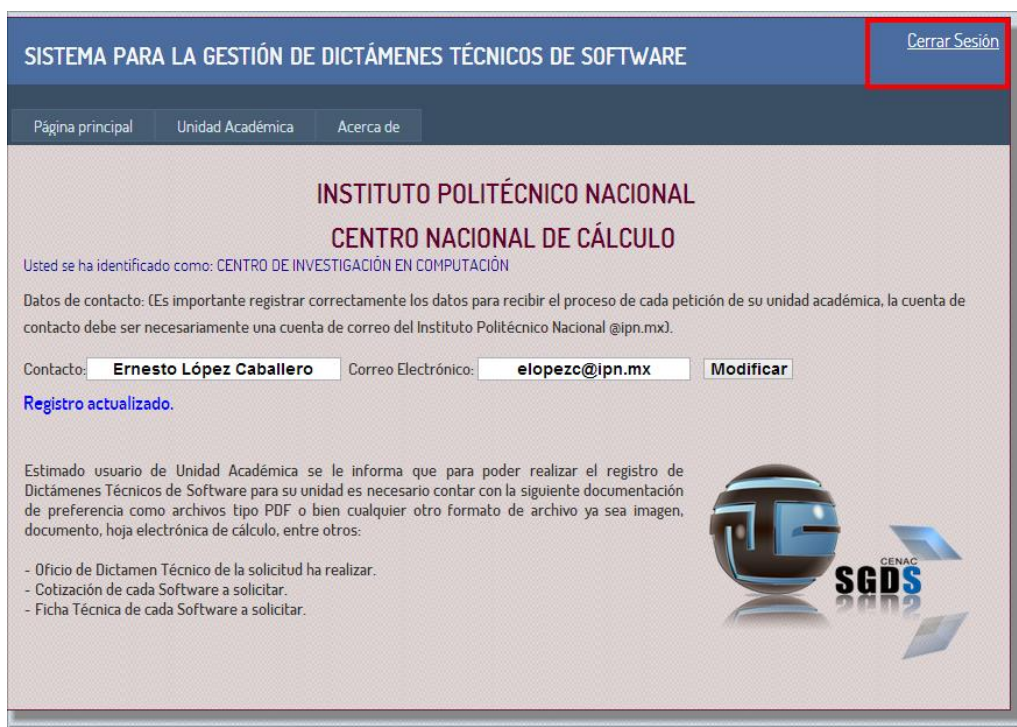 SISTEMA PARA LA GESTIÓN DE DICTÁMENES TÉCNICOS DE SOFTWARE
Cerrar Sesión
Página principal Unidad Académica Acerca de
INSTITUTO POLITÉCNICO NACIONAL
CENTRO NACIONAL DE CÁLCULO
Usted se ha identificado como: CENTRO DE INVESTIGACIÓN EN COMPUTACIÓN
Datos de contacto: (Es importante registrar correctamente los datos para recibir el proceso de cada petición de su unidad académica, la cuenta de
contacto debe ser necesariamente una cuenta de correo del Instituto Politécnico Nacional @ipn.mx).
Contacto: Ernesto López Caballero Correo Electrónico: elopezc@ipn.mx Modificar
Registro actualizado.
Estimado usuario de Unidad Académica se le informa que para poder realizar el registro de
Dictámenes Técnicos de Software para su unidad es necesario contar con la siguiente documentación
de preferencia como archivos tipo PDF o bien cualquier otro formato de archivo ya sea imagen,
documento, hoja electrónica de cálculo, entre otros:
- Oficio de Dictamen Técnico de la solicitud ha realizar.
- Cotización de cada Software a solicitar.
- Ficha Técnica de cada Software a solicitar.
CENAC
SGDS